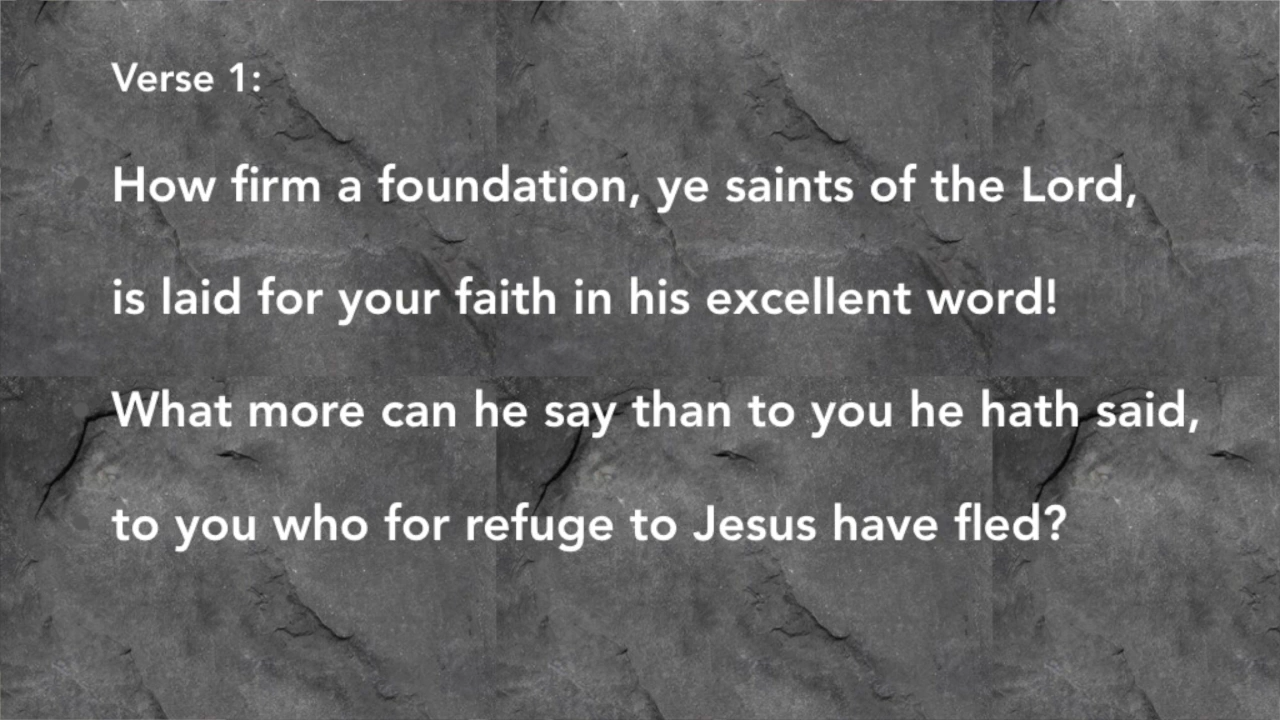 Verse 1:
How firm a foundation, ye saints of the Lord,
is laid for your faith in his excellent word!
What more can he say than to you he hath said,
to you who for refuge to Jesus have fled?